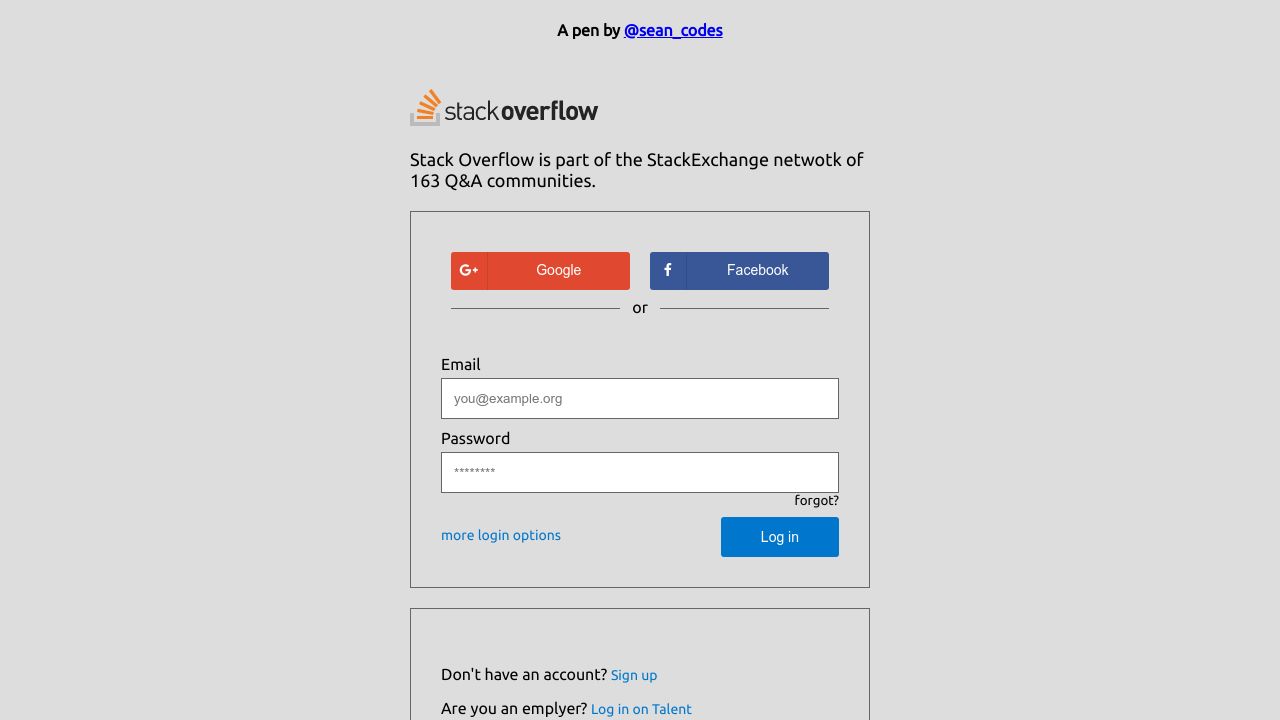 A pen by @sean_codes
stackoverflow
Stack Overflow is part of the StackExchange netwotk of
163 Q&A communities.
G+ Google
f Facebook
or
Email
you@example.org
Password
********
forgot?
more login options
Log in
Don't have an account? Sign up
Are you an emplyer? Log in on Talent